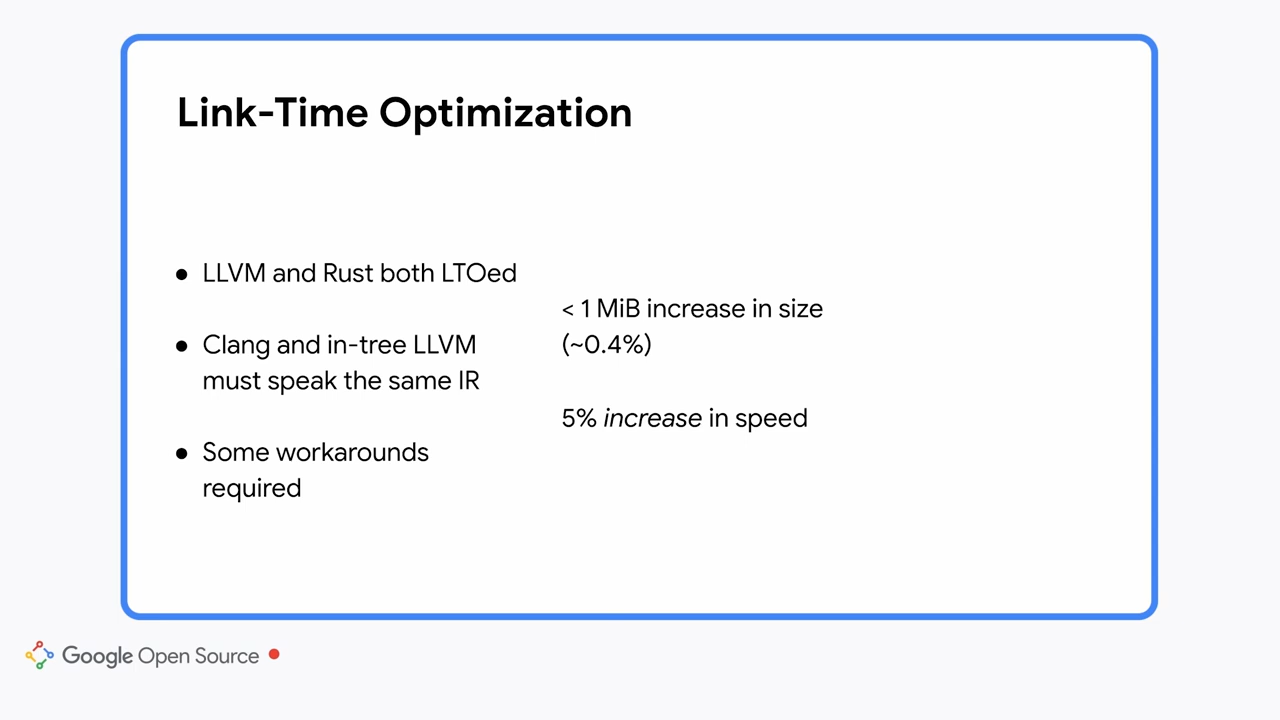 Link-Time Optimization
● LLVM and Rust both LTOed
● Clang and in-tree LLVM
must speak the same IR
● Some workarounds
required
< 1 MiB increase in size
(~0.4%)
5% increase in speed
Google Open Source